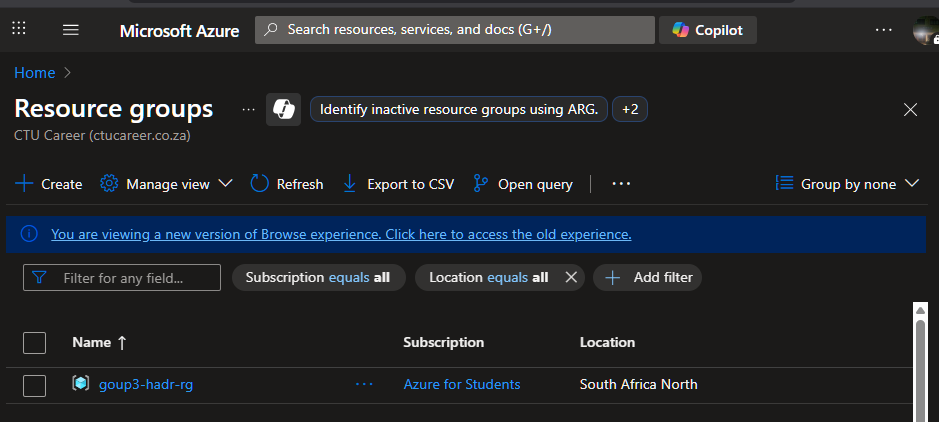 Microsoft Azure
Search resources, services, and docs (G+/)
Copilot
Home
Resource groups
Identify inactive resource groups using ARG.
+2
CTU Career (ctucareer.co.za)
Create
Manage view
Refresh
Export to CSV
Open query
Group by none
You are viewing a new version of Browse experience. Click here to access the old experience.
Filter for any field...
Subscription equals all
Location equals all
Add filter
Name ↑ Subscription Location
goup3-hadr-rg ... Azure for Students South Africa North